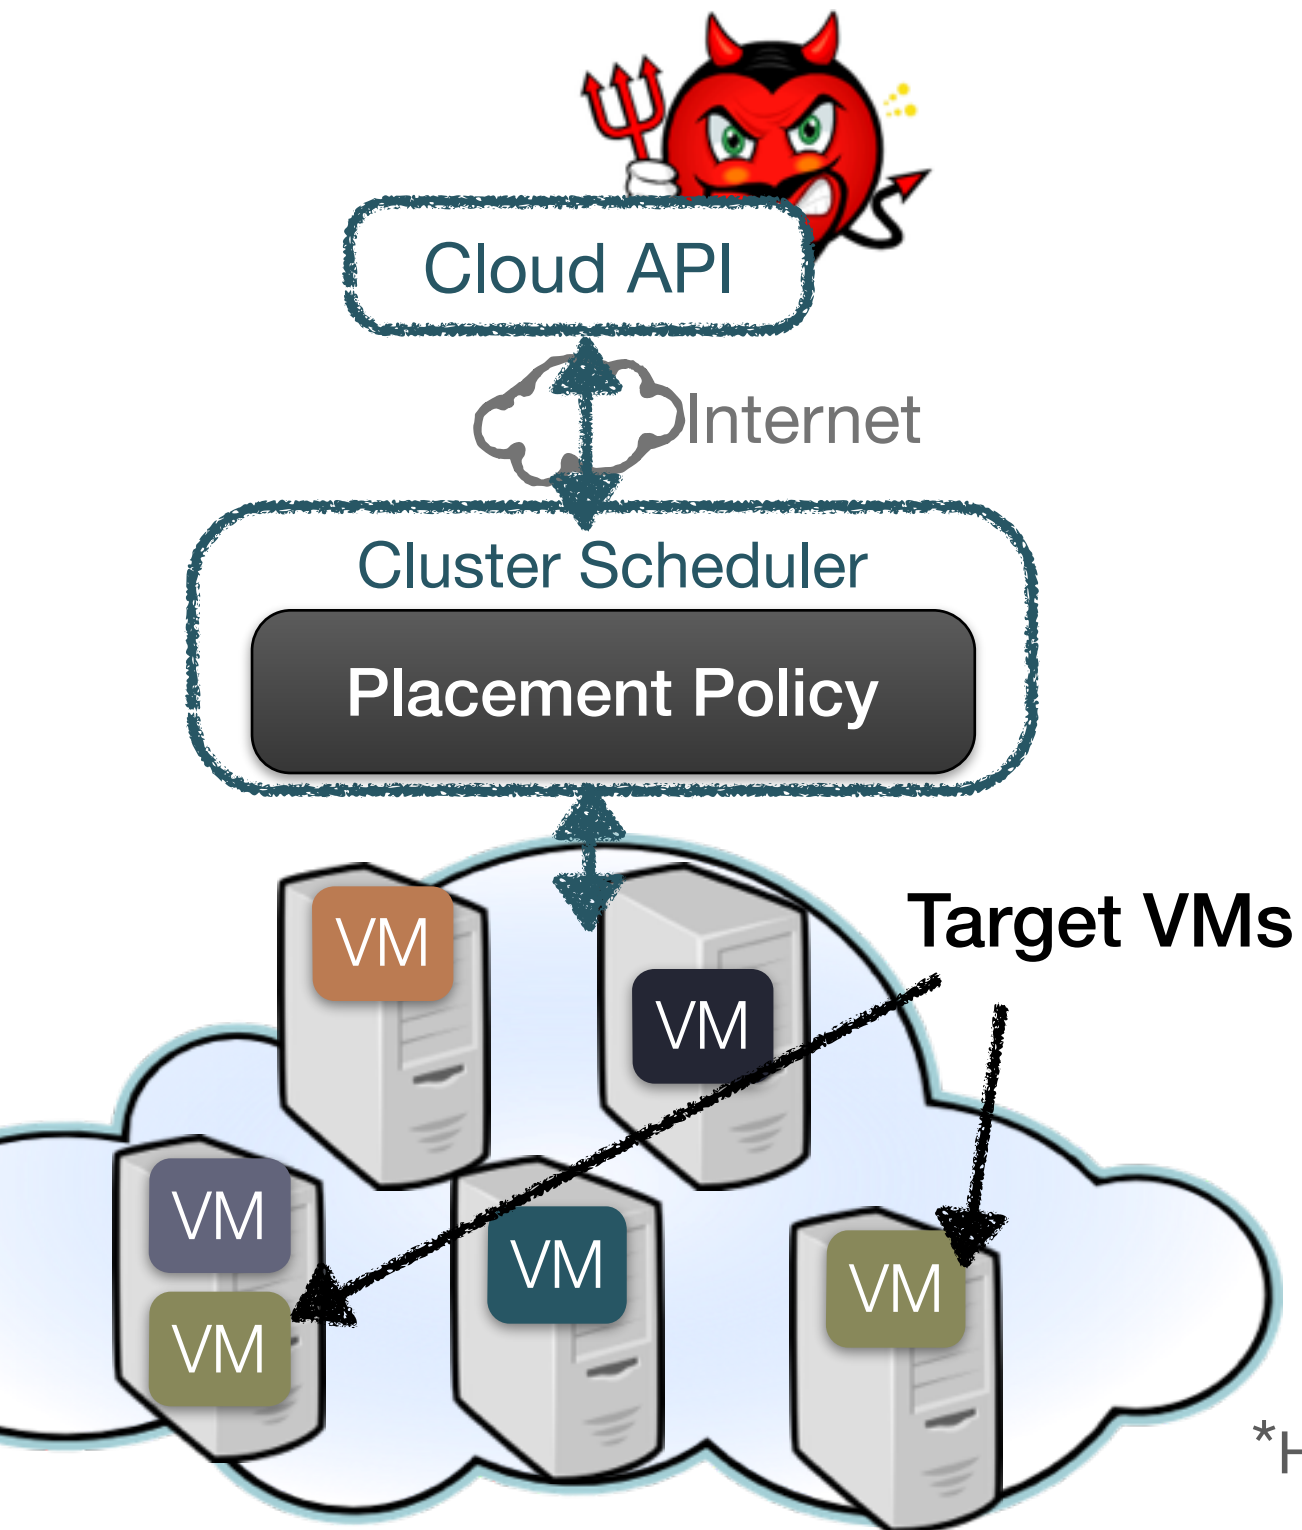 Cloud API
Internet
Cluster Scheduler
Placement Policy
Target VMs
VM
VM
VM
VM
VM
VM
*H